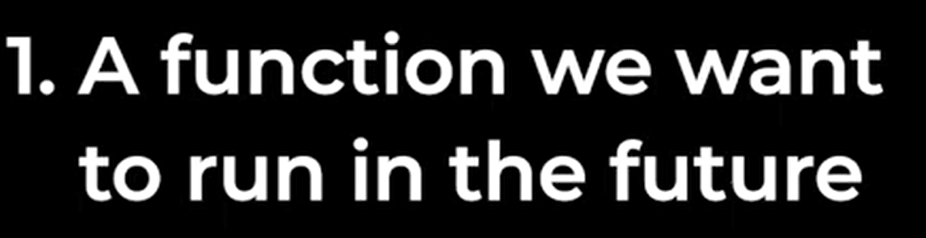 1. A function we want
to run in the future